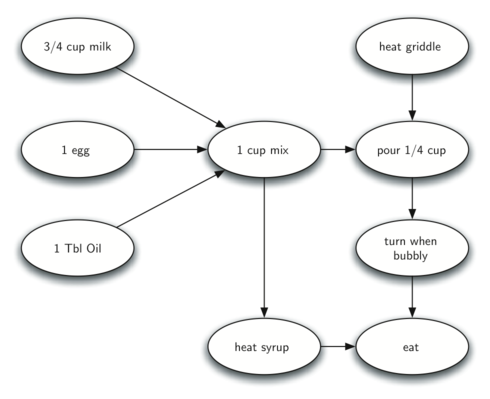 3/4 cup milk
heat griddle
1 egg
1 cup mix
pour 1/4 cup
1 Tbl Oil
turn when
bubbly
heat syrup
eat